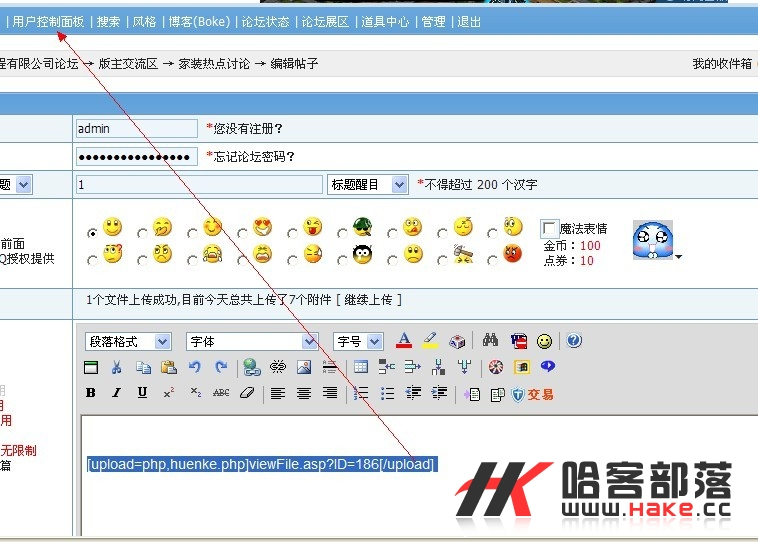 | 用户控制面板 | 搜索 | 风格 | 博客(Boke) | 论坛状态 | 论坛展区 | 道具中心 | 管理 | 退出
程有限公司论坛 → 版主交流区 → 家装热点讨论 → 编辑帖子 我的收件箱
admin *您没有注册?
●●●●●●●●●●●●●●●● *忘记论坛密码?
题 1 标题醒目 *不得超过 200 个汉字
魔法表情
前面 金币:100
Q授权提供 点券:10
1个文件上传成功,目前今天总共上传了7个附件 [ 继续上传 ]
段落格式 字体 字号 A
B I U x² x₂ ABC 交易
用
用
用
无限制
篇
[upload=php,huenke.php]viewFile.asp?ID=186[/upload]
HK 哈客部落
www.HAKE.cc